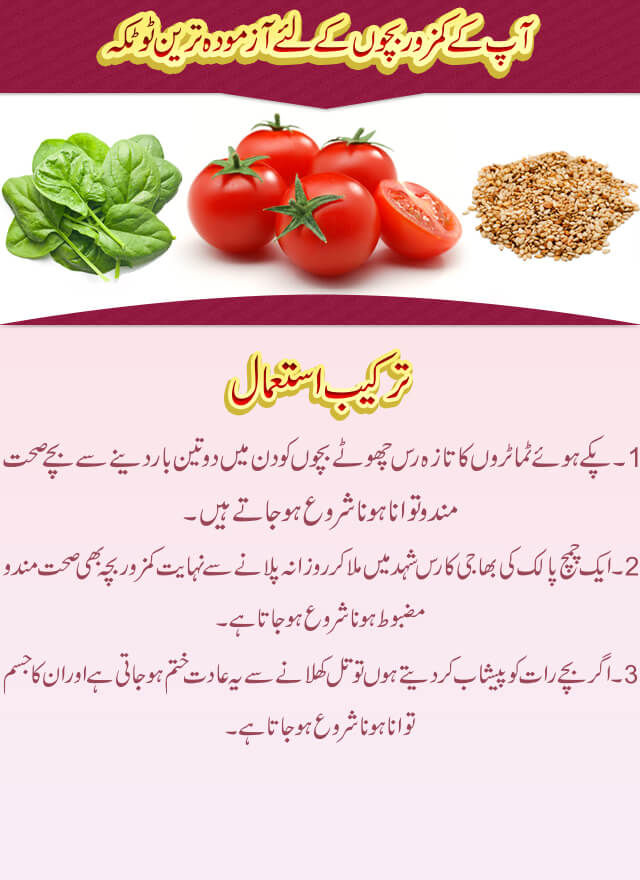 آپ کے کمزور بچوں کے لئے آزمودہ ترین ٹوٹکہ
ترکیب استعمال
1۔ پکے ہوئے ٹماٹروں کا تازہ رس چھوٹے بچوں کو دن میں دو تین بار دینے سے بچے صحت
مند و توانا ہونا شروع ہو جاتے ہیں۔
2۔ ایک چمچ پالک کی بھاجی کا رس شہد میں ملا کر روزانہ پلانے سے نہایت کمزور بچہ بھی صحت مند و
مضبوط ہونا شروع ہو جاتا ہے۔
3۔ اگر بچے رات کو پیشاب کر دیتے ہوں تو تل کھلانے سے یہ عادت ختم ہو جاتی ہے اور ان کا جسم
توانا ہونا شروع ہو جاتا ہے۔